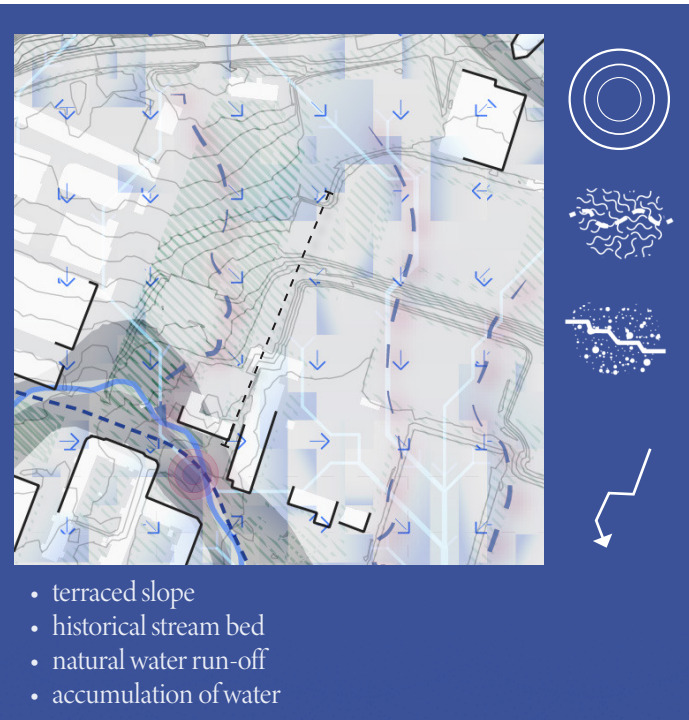 • terraced slope
• historical stream bed
• natural water run-off
• accumulation of water